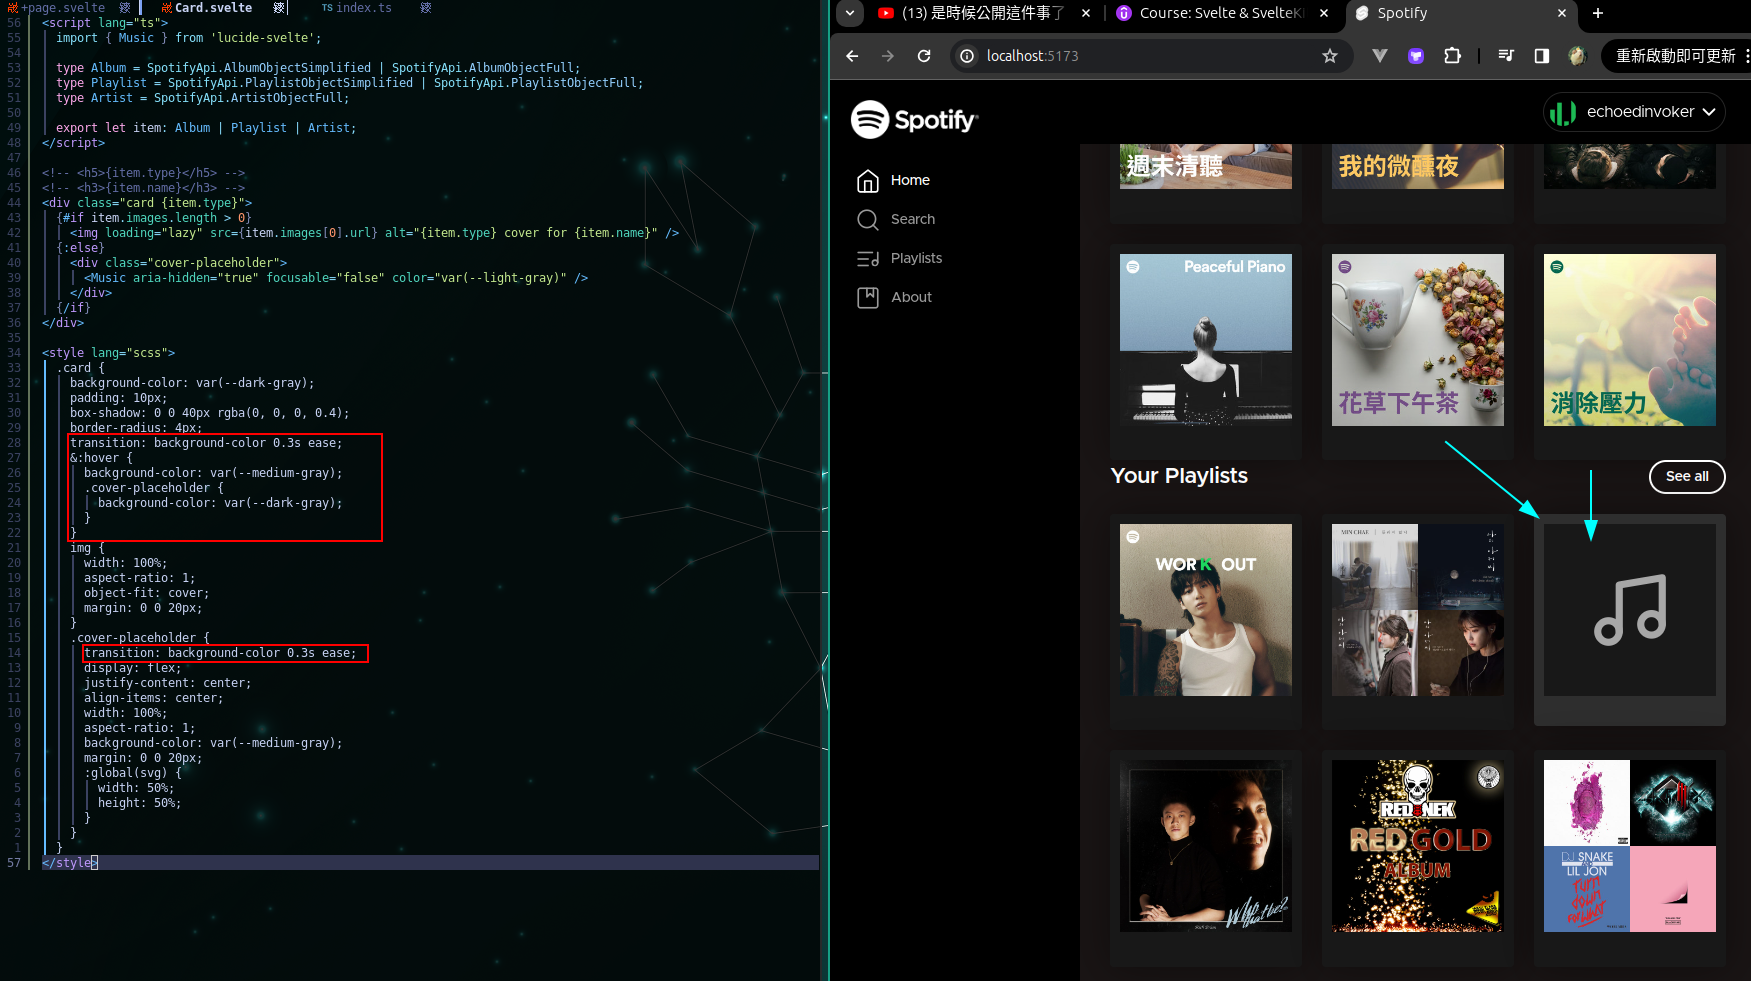 +page.svelte
Card.svelte
TS index.ts
56 <script lang="ts">
55 import { Music } from 'lucide-svelte';
54
53 type Album = SpotifyApi.AlbumObjectSimplified | SpotifyApi.AlbumObjectFull;
52 type Playlist = SpotifyApi.PlaylistObjectSimplified | SpotifyApi.PlaylistObjectFull;
51 type Artist = SpotifyApi.ArtistObjectFull;
50
49 export let item: Album | Playlist | Artist;
48 </script>
47
46 <!-- <h5>{item.type}</h5> -->
45 <!-- <h3>{item.name}</h3> -->
44 <div class="card {item.type}">
43 {#if item.images.length > 0}
42 <img loading="lazy" src={item.images[0].url} alt="{item.type} cover for {item.name}" />
41 {:else}
40 <div class="cover-placeholder">
39 <Music aria-hidden="true" focusable="false" color="var(--light-gray)" />
38 </div>
37 {/if}
36 </div>
35
34 <style lang="scss">
33 .card {
32 background-color: var(--dark-gray);
31 padding: 10px;
30 box-shadow: 0 0 40px rgba(0, 0, 0, 0.4);
29 border-radius: 4px;
28 transition: background-color 0.3s ease;
27 &:hover {
26 background-color: var(--medium-gray);
25 .cover-placeholder {
24 background-color: var(--dark-gray);
23 }
22 }
21 img {
20 width: 100%;
19 aspect-ratio: 1;
18 object-fit: cover;
17 margin: 0 0 20px;
16 }
15 .cover-placeholder {
14 transition: background-color 0.3s ease;
13 display: flex;
12 justify-content: center;
11 align-items: center;
10 width: 100%;
9 aspect-ratio: 1;
8 background-color: var(--medium-gray);
7 margin: 0 0 20px;
6 :global(svg) {
5 width: 50%;
4 height: 50%;
3 }
2 }
1 }
57 </style>
(13) 是時候公開這件事了
Course: Svelte & SvelteKi
Spotify
localhost:5173
重新啟動即可更新
Spotify
echoedinvoker
Home
Search
Playlists
About
週末清聽
我的微醺夜
Peaceful Piano
花草下午茶
消除壓力
Your Playlists
See all
WORK OUT
MIN CHAE
REDNEK
RED GOLD
ALBUM
DJ SNAKE
LIL JON
TURN
DOWN
FOR WHAT